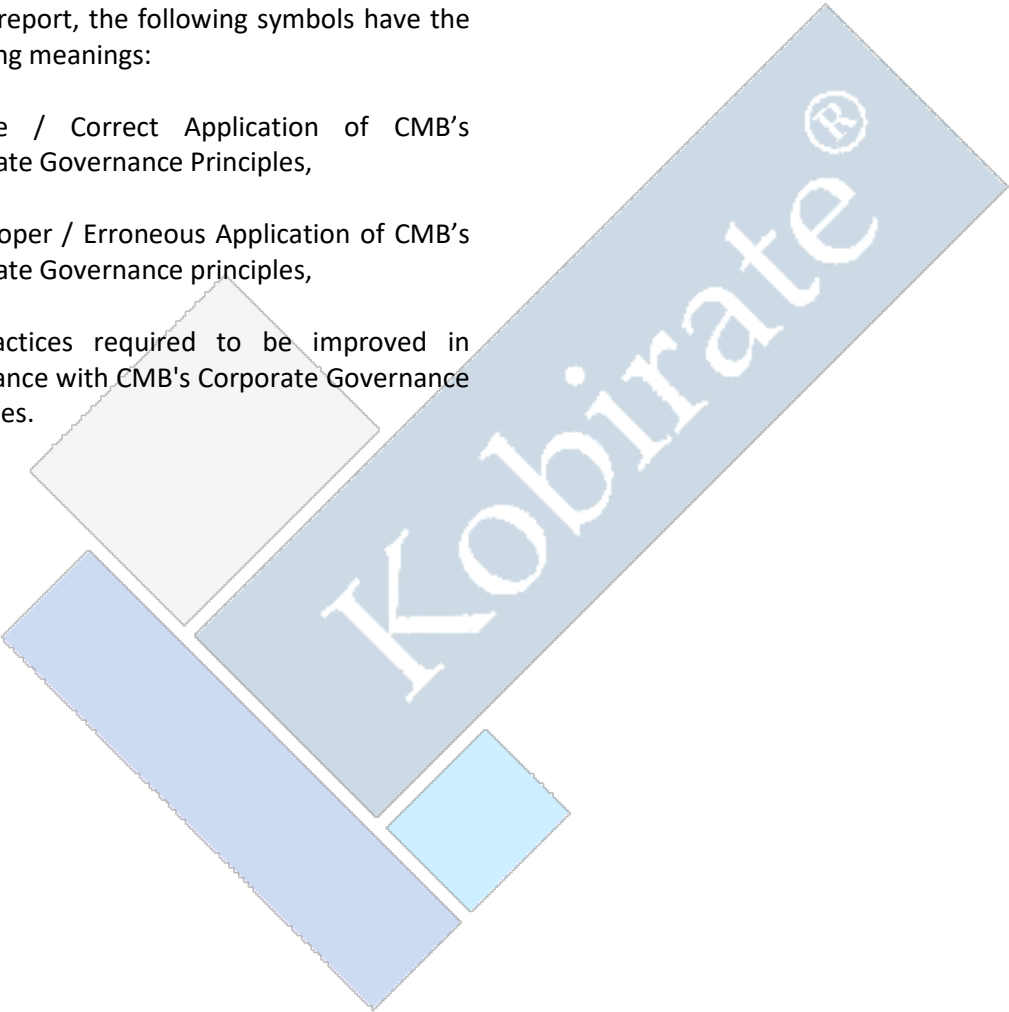 report, the following symbols have the
ng meanings:
e / Correct Application of CMB’s
ate Governance Principles,
oper / Erroneous Application of CMB’s
ate Governance principles,
actices required to be improved in
ance with CMB's Corporate Governance
es.
Kobirate ®